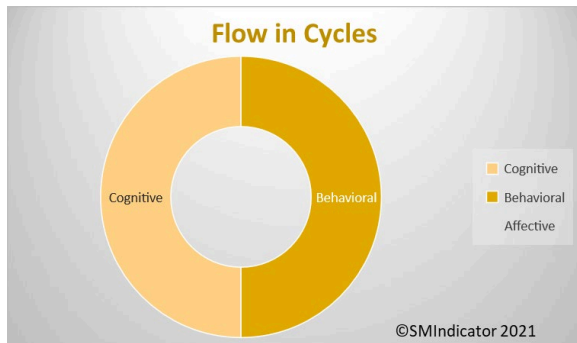 Flow in Cycles
Cognitive
Behavioral
Cognitive
Behavioral
Affective
©SMIndicator 2021